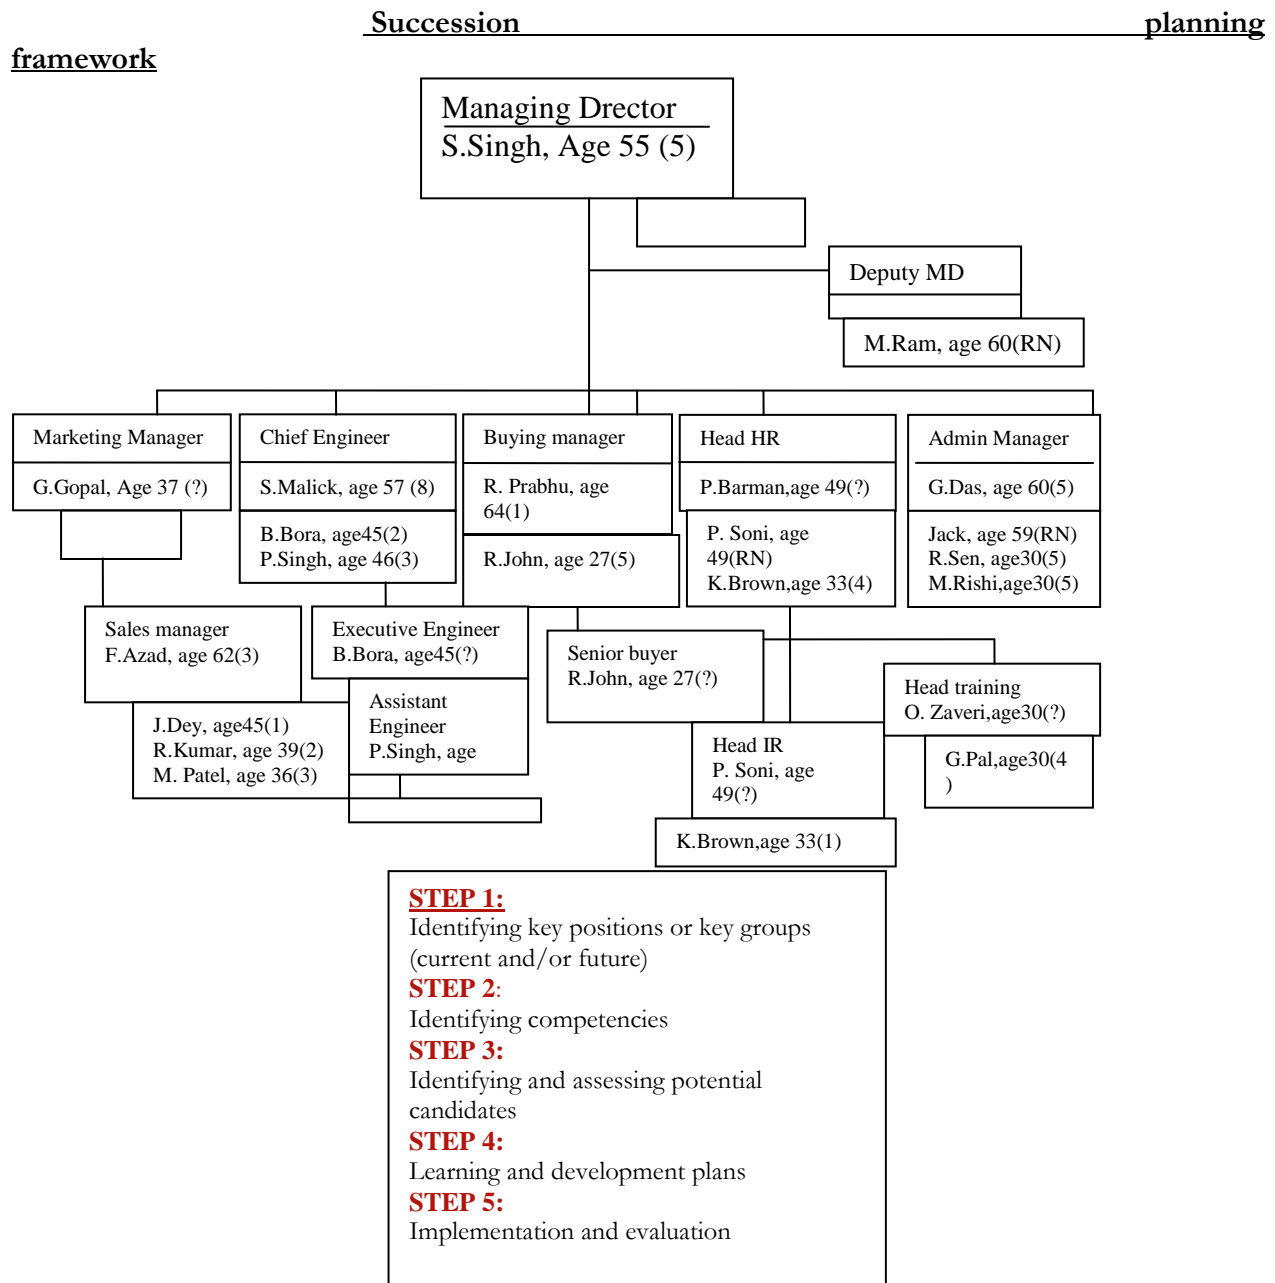 Succession planning
framework
Managing Drector
S.Singh, Age 55 (5)
Deputy MD
M.Ram, age 60(RN)
Marketing Manager
G.Gopal, Age 37 (?)
Chief Engineer
S.Malick, age 57 (8)
B.Bora, age45(2)
P.Singh, age 46(3)
Buying manager
R. Prabhu, age
64(1)
R.John, age 27(5)
Head HR
P.Barman,age 49(?)
P. Soni, age
49(RN)
K.Brown,age 33(4)
Admin Manager
G.Das, age 60(5)
Jack, age 59(RN)
R.Sen, age30(5)
M.Rishi,age30(5)
Sales manager
F.Azad, age 62(3)
J.Dey, age45(1)
R.Kumar, age 39(2)
M. Patel, age 36(3)
Executive Engineer
B.Bora, age45(?)
Assistant
Engineer
P.Singh, age
Senior buyer
R.John, age 27(?)
Head IR
P. Soni, age
49(?)
K.Brown,age 33(1)
Head training
O. Zaveri,age30(?)
G.Pal,age30(4
)
STEP 1:
Identifying key positions or key groups
(current and/or future)
STEP 2:
Identifying competencies
STEP 3:
Identifying and assessing potential
candidates
STEP 4:
Learning and development plans
STEP 5:
Implementation and evaluation